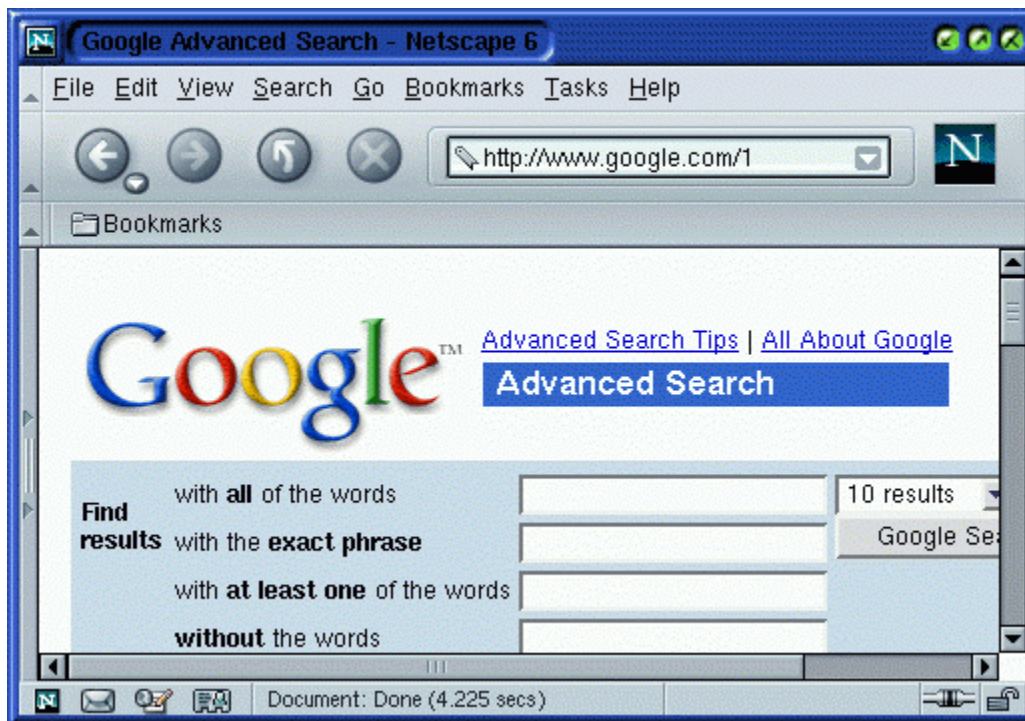 Google Advanced Search - Netscape 6
File Edit View Search Go Bookmarks Tasks Help
http://www.google.com/1
N
Bookmarks
Google™
Advanced Search Tips | All About Google
Advanced Search
Find results
with all of the words
10 results
with the exact phrase
Google Sea
with at least one of the words
without the words
Document: Done (4.225 secs)